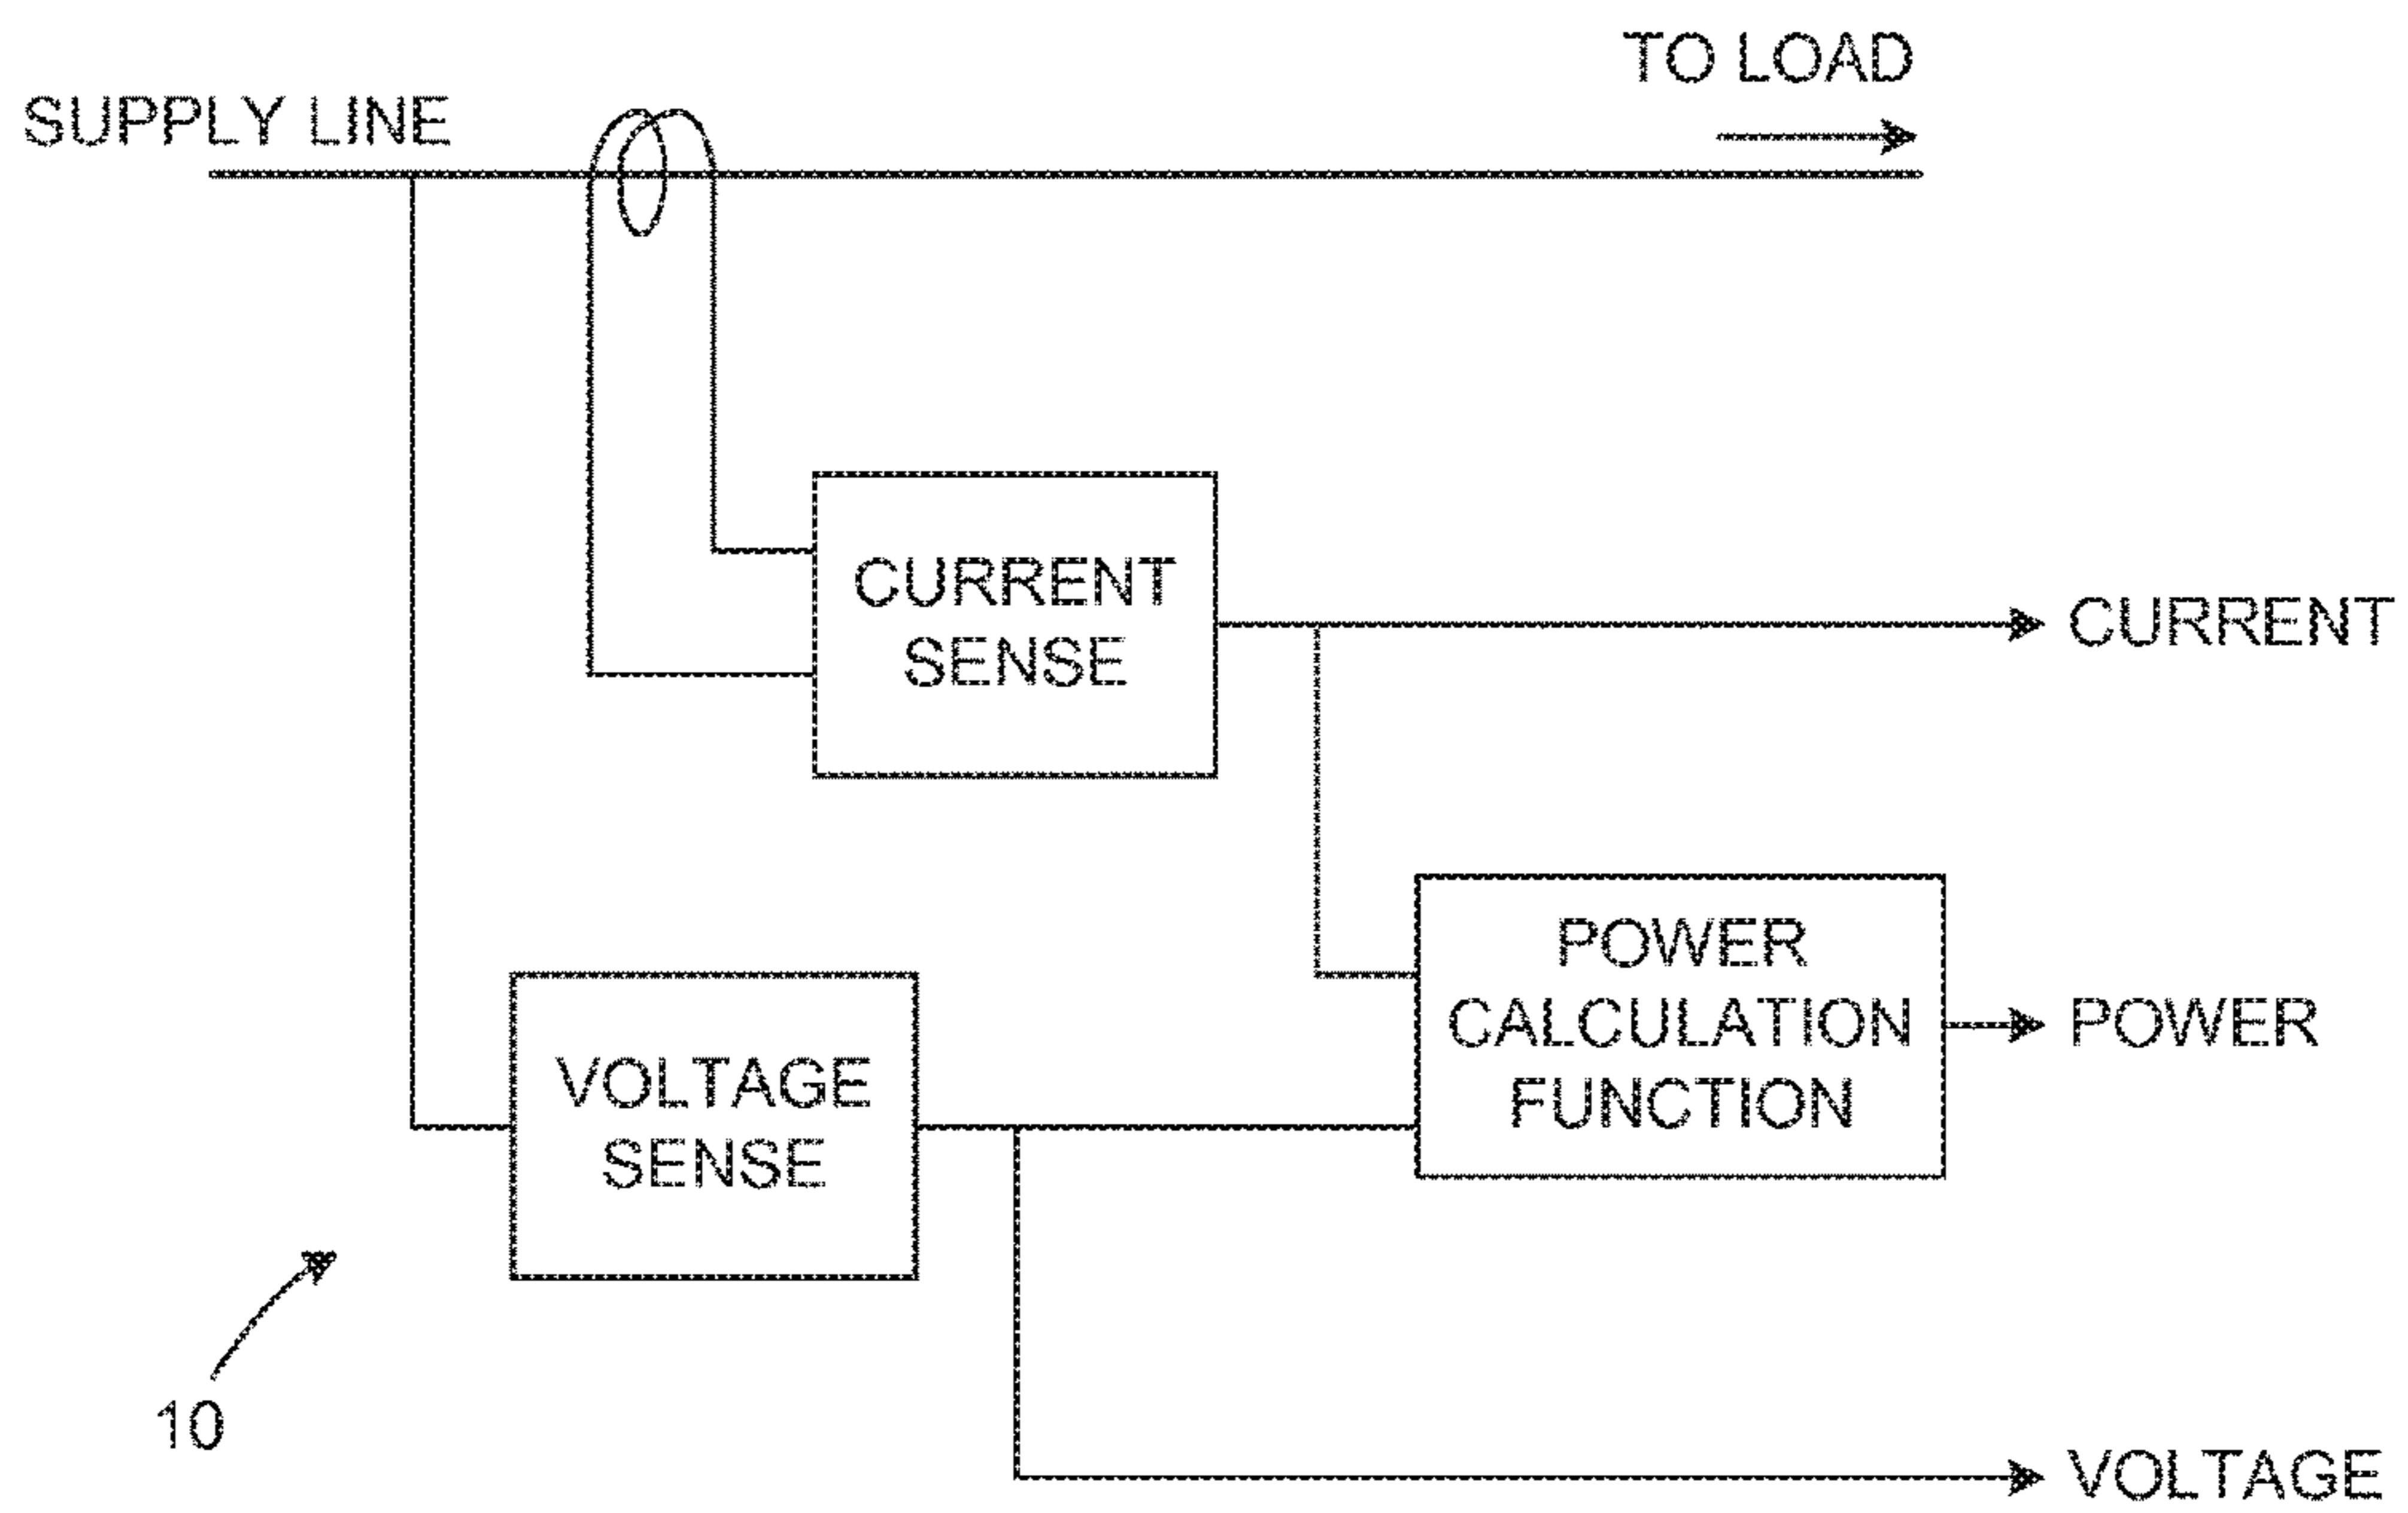 TO LOAD
SUPPLY LINE
CURRENT
SENSE
CURRENT
POWER
CALCULATION
FUNCTION
POWER
VOLTAGE
SENSE
10
VOLTAGE